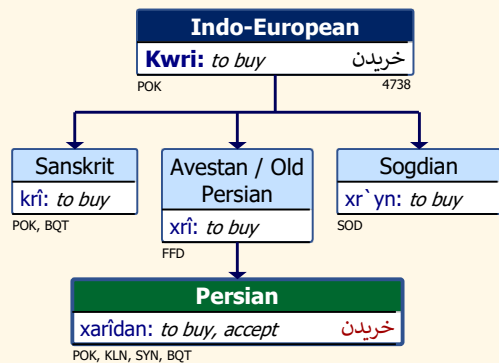 Indo-European
Kwri: to buy خریدن
POK 4738
Sanskrit
krî: to buy
POK, BQT
Avestan / Old
Persian
xrî: to buy
FFD
Sogdian
xr`yn: to buy
SOD
Persian
xarîdan: to buy, accept خریدن
POK, KLN, SYN, BQT